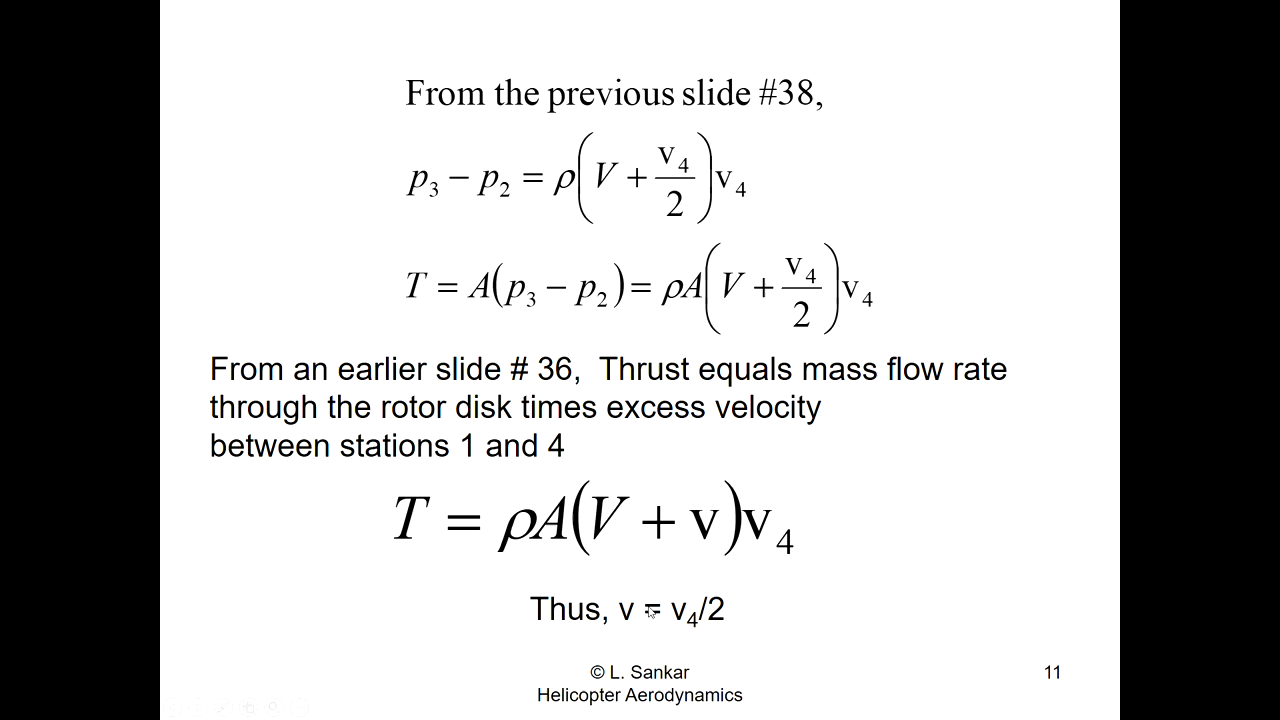 From the previous slide #38,
p₃ − p₂ = ρ(V + v₄/2)v₄
T = A(p₃ − p₂) = ρA(V + v₄/2)v₄
From an earlier slide # 36,  Thrust equals mass flow rate
through the rotor disk times excess velocity
between stations 1 and 4
T = ρA(V + v)v₄
Thus, v = v₄/2
© L. Sankar
Helicopter Aerodynamics
11